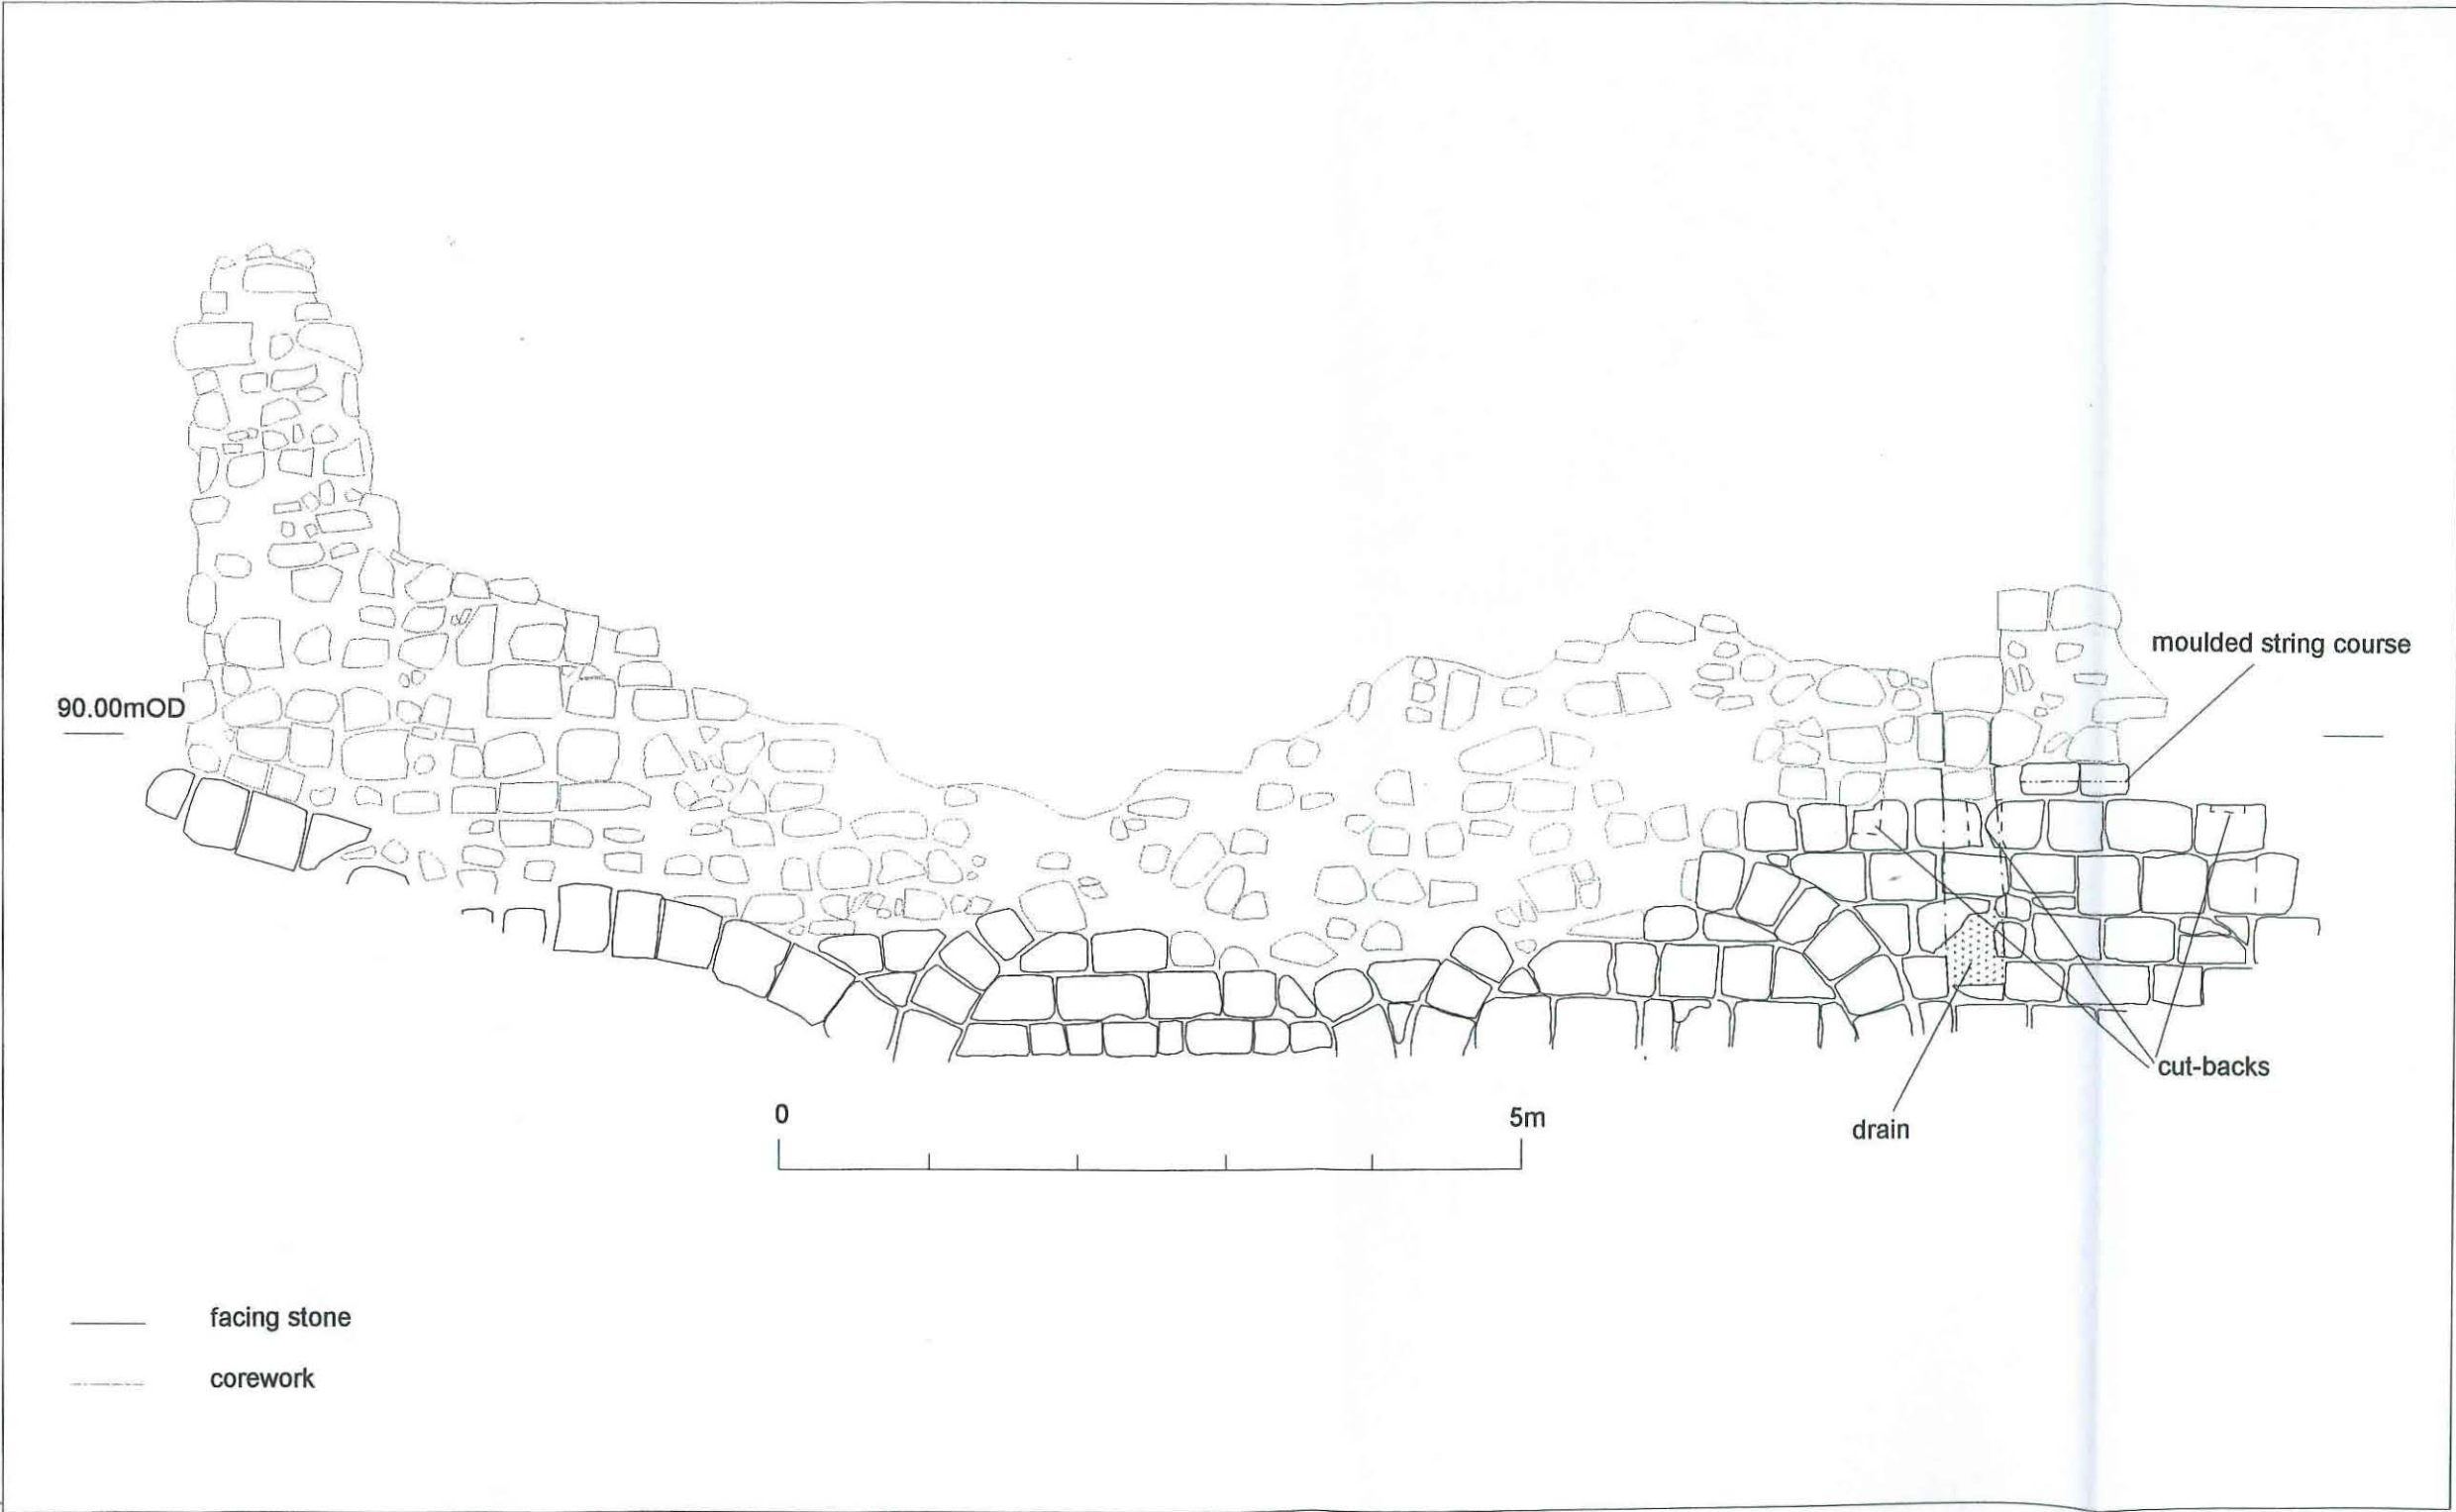 moulded string course
90.00mOD
cut-backs
0
5m
drain
facing stone
corework